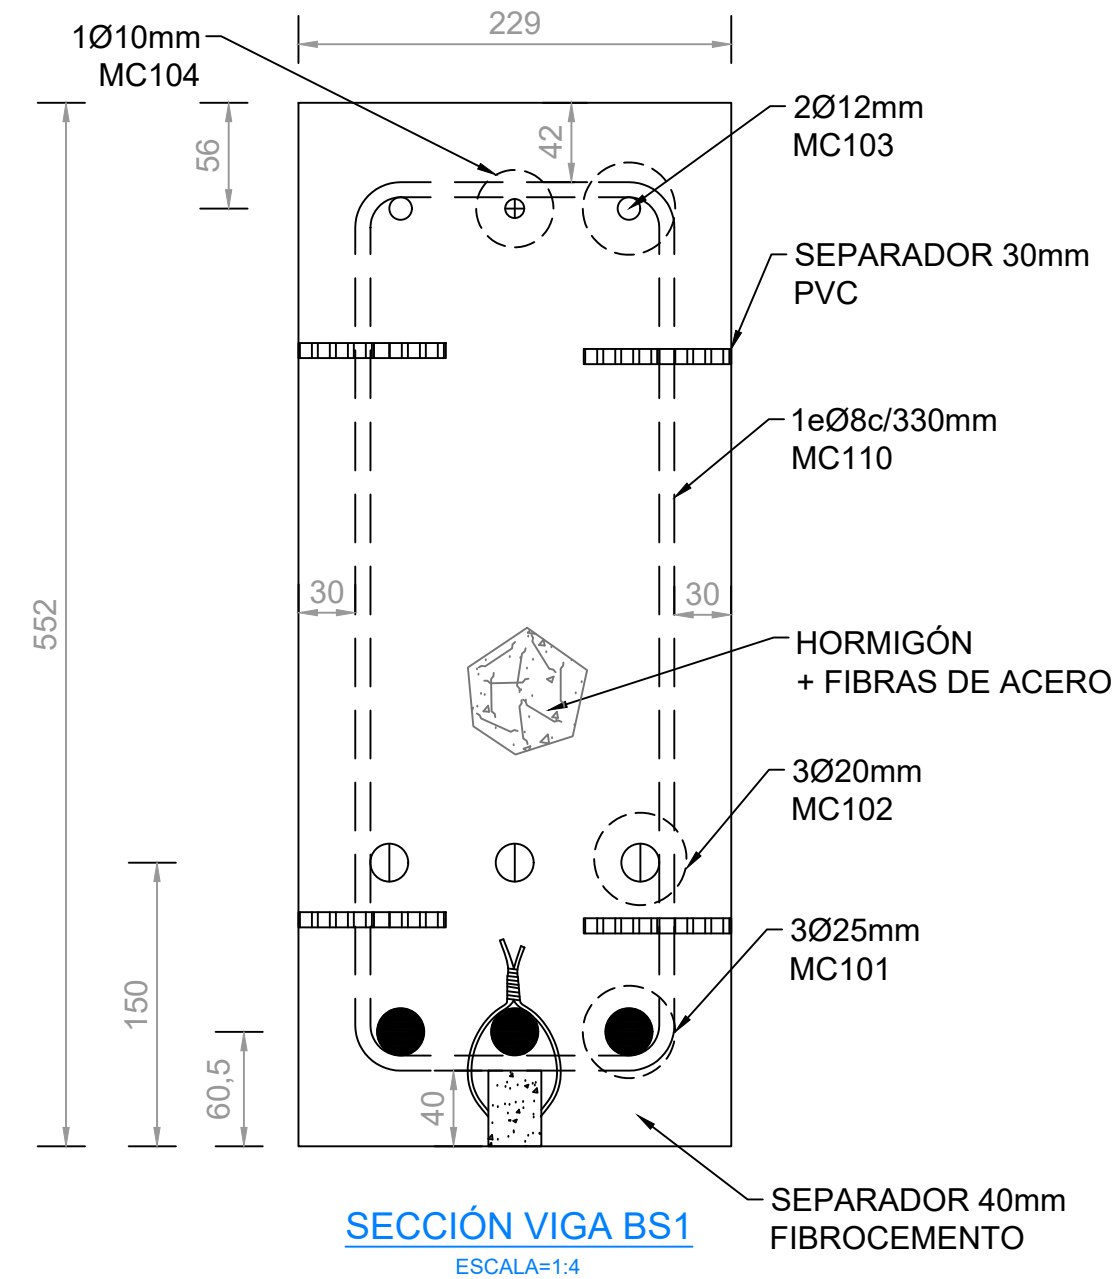 229
1Ø10mm
MC104
2Ø12mm
MC103
56
42
SEPARADOR 30mm
PVC
1eØ8c/330mm
MC110
552
30
30
HORMIGÓN
+ FIBRAS DE ACERO
3Ø20mm
MC102
3Ø25mm
MC101
150
60,5
40
SEPARADOR 40mm
FIBROCEMENTO
SECCIÓN VIGA BS1
ESCALA=1:4